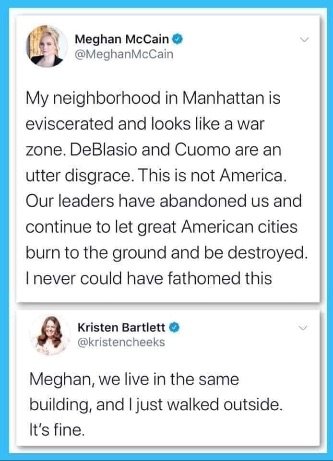 Meghan McCain
@MeghanMcCain
My neighborhood in Manhattan is
eviscerated and looks like a war
zone. DeBlasio and Cuomo are an
utter disgrace. This is not America.
Our leaders have abandoned us and
continue to let great American cities
burn to the ground and be destroyed.
I never could have fathomed this
Kristen Bartlett
@kristencheeks
Meghan, we live in the same
building, and I just walked outside.
It's fine.